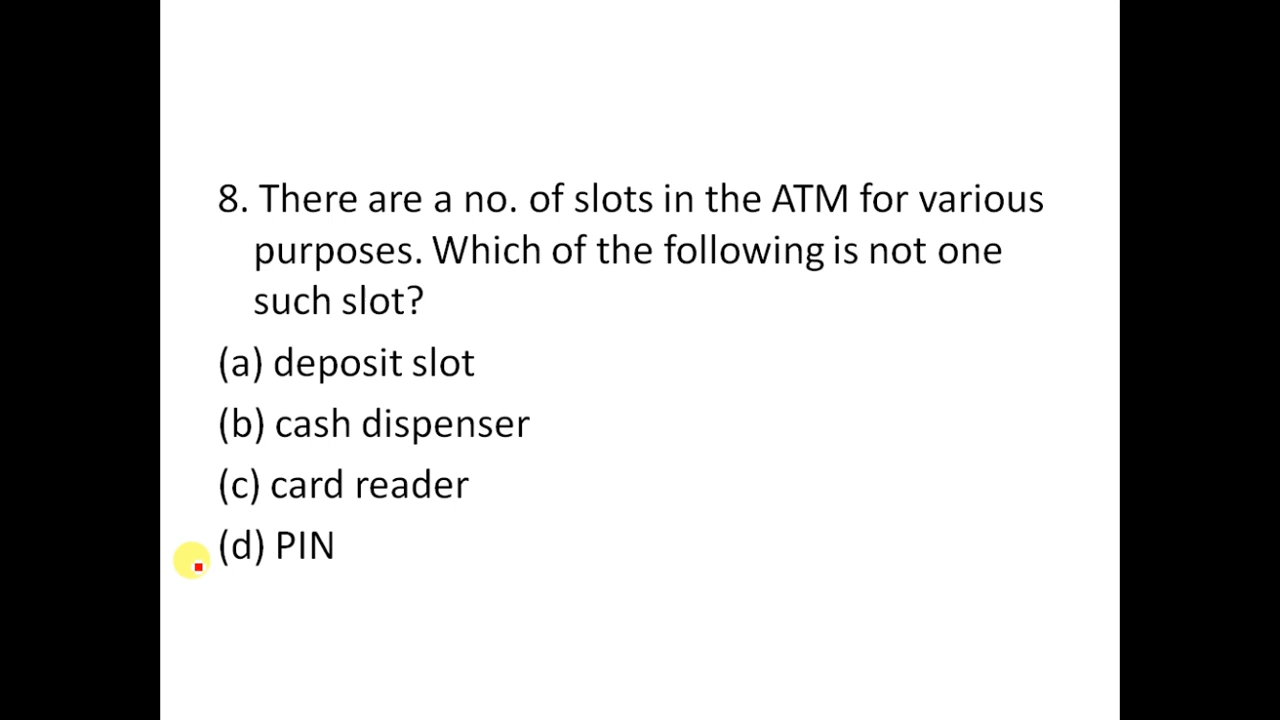 8. There are a no. of slots in the ATM for various
purposes. Which of the following is not one
such slot?
(a) deposit slot
(b) cash dispenser
(c) card reader
(d) PIN